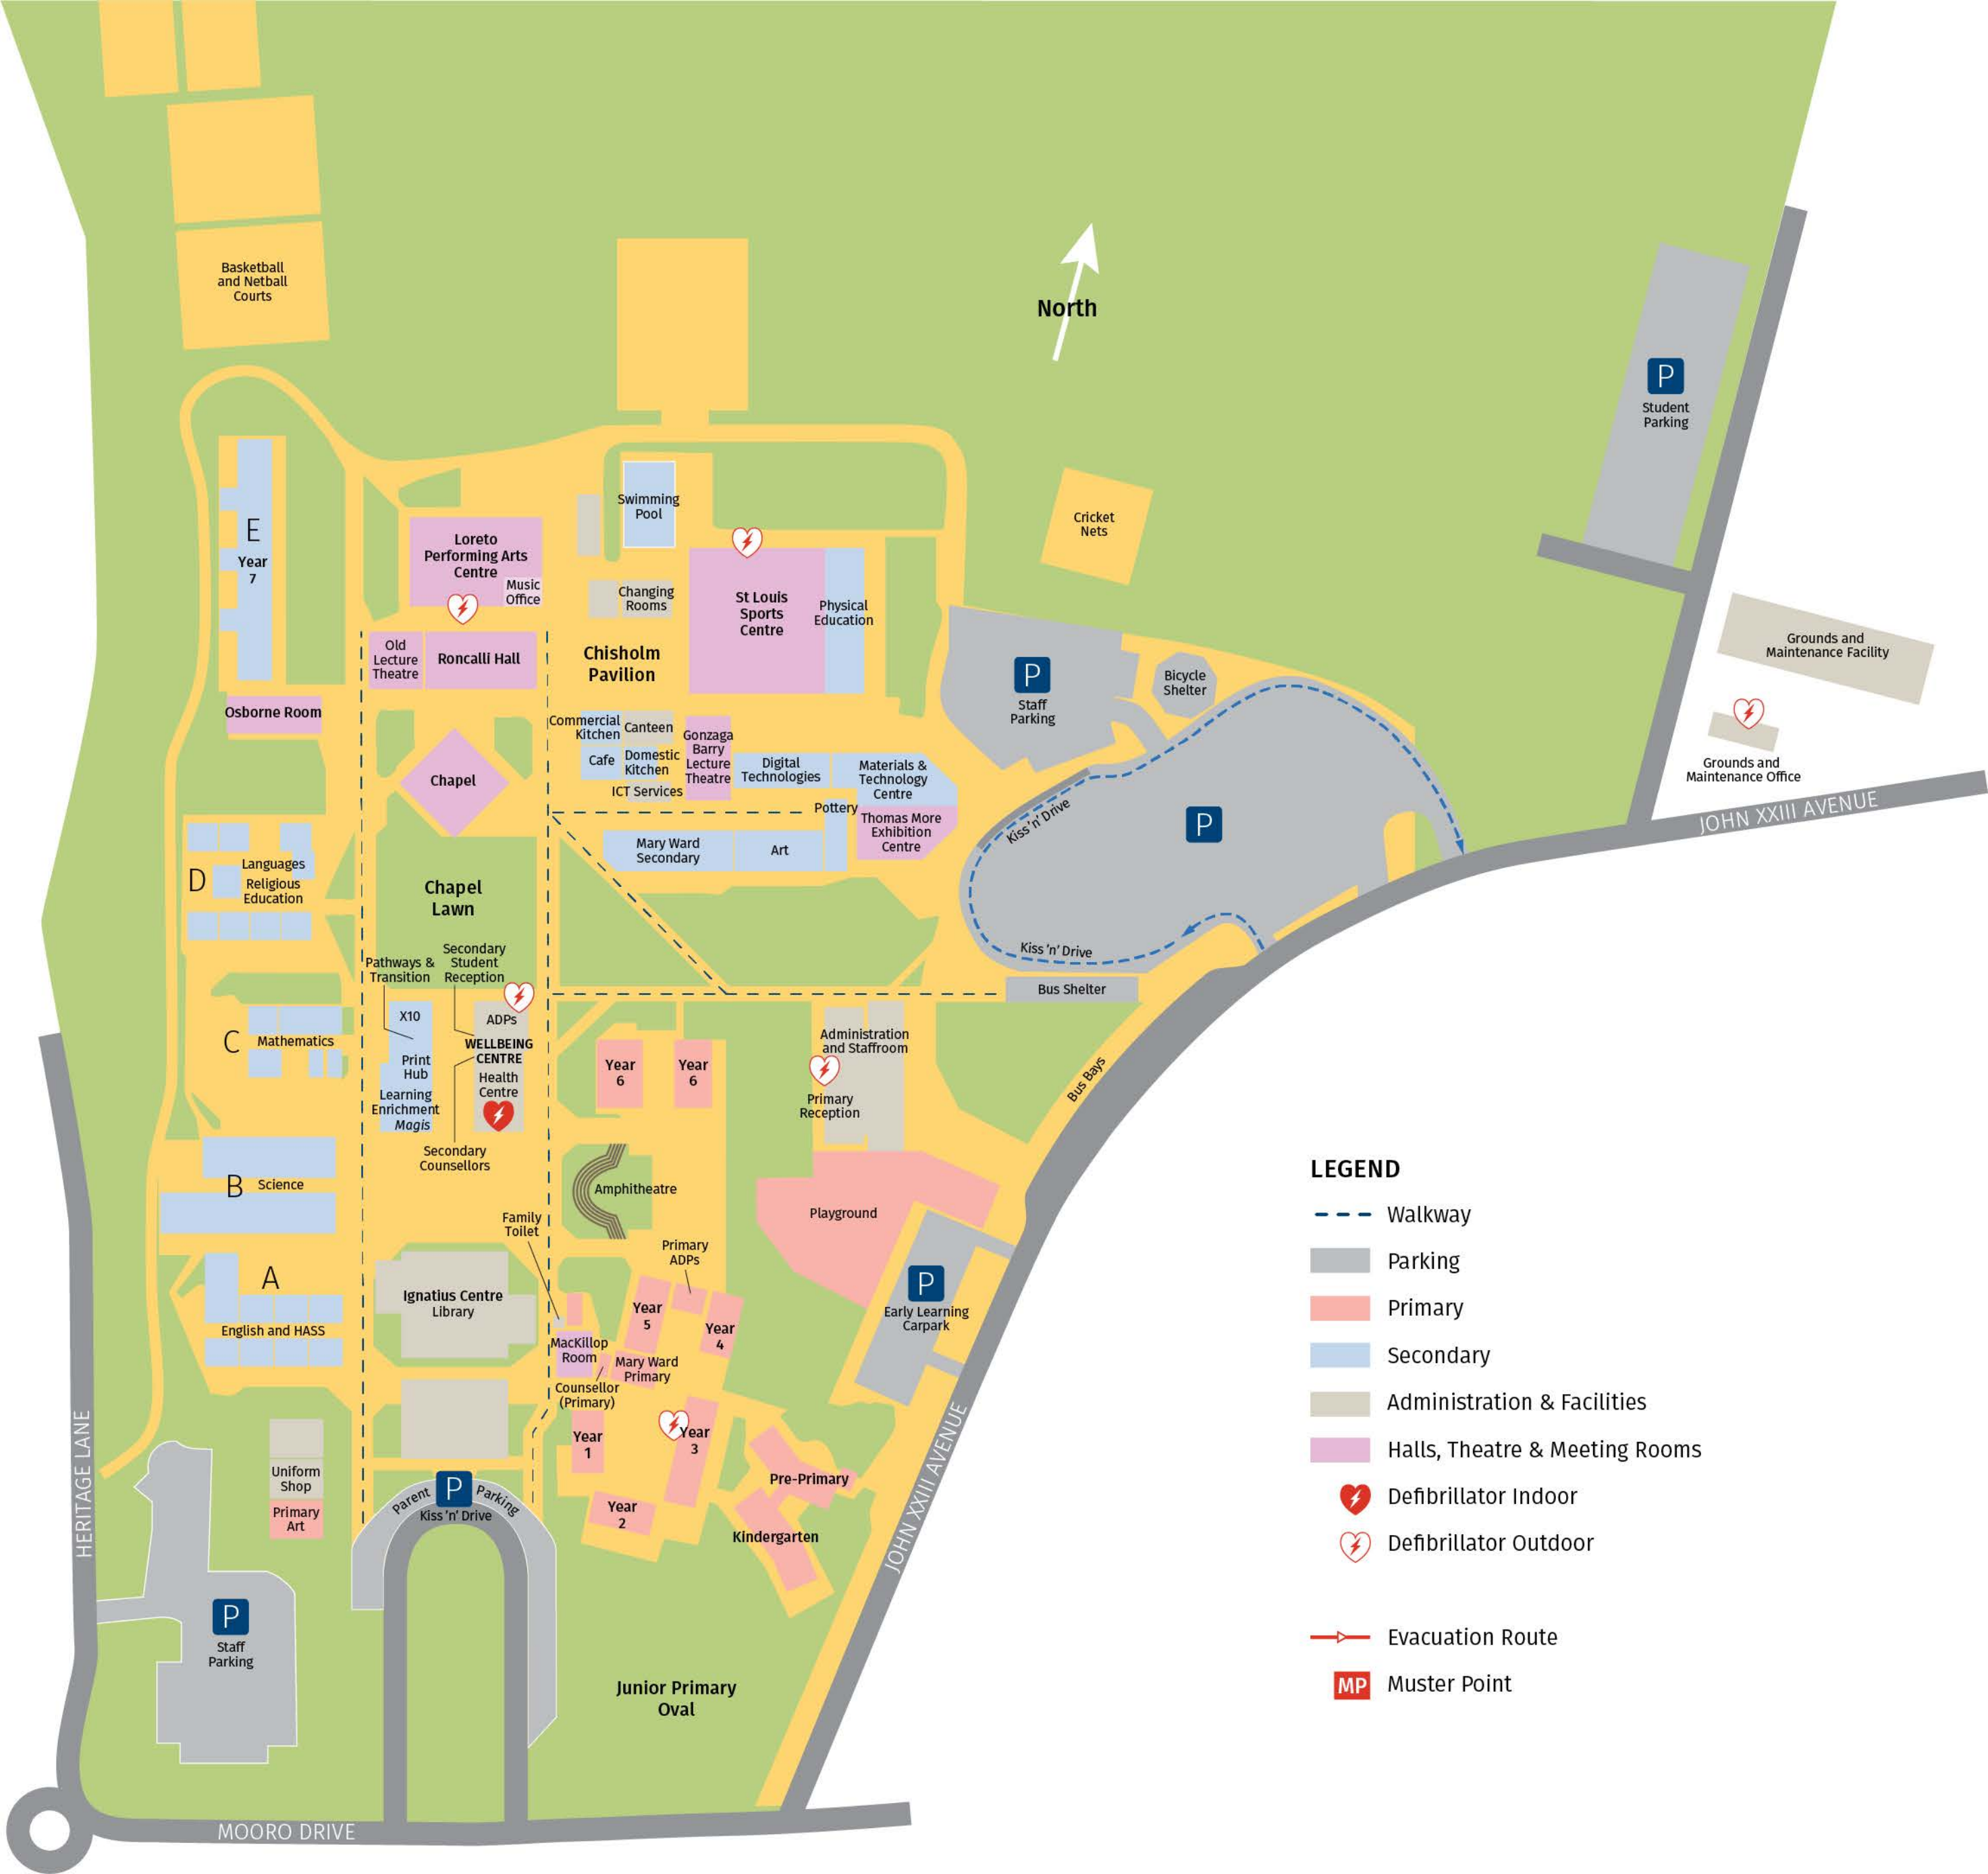 Basketball
and Netball
Courts
North
P
Student
Parking
Swimming
Pool
Cricket
Nets
E
Year
7
Loreto
Performing Arts
Centre
Music
Office
Changing
Rooms
St Louis
Sports
Centre
Physical
Education
Grounds and
Maintenance Facility
Old
Lecture
Theatre
Roncalli Hall
Chisholm
Pavilion
P
Staff
Parking
Bicycle
Shelter
Osborne Room
Commercial
Kitchen
Canteen
Gonzaga
Barry
Lecture
Theatre
Cafe
Domestic
Kitchen
ICT Services
Digital
Technologies
Materials &
Technology
Centre
Grounds and
Maintenance Office
Chapel
Pottery
Thomas More
Exhibition
Centre
Kiss 'n' Drive
P
JOHN XXIII AVENUE
Mary Ward
Secondary
Art
D
Languages
Religious
Education
Chapel
Lawn
Secondary
Student
Reception
Pathways &
Transition
Kiss 'n' Drive
Bus Shelter
X10
ADPs
C
Mathematics
WELLBEING
CENTRE
Print
Hub
Health
Centre
Learning
Enrichment
Magis
Year
6
Year
6
Administration
and Staffroom
Primary
Reception
Bus Bays
Secondary
Counsellors
B
Science
Amphitheatre
Playground
Family
Toilet
Primary
ADPs
A
English and HASS
Ignatius Centre
Library
Year
5
Year
4
P
Early Learning
Carpark
MacKillop
Room
Mary Ward
Primary
Counsellor
(Primary)
Year
1
Year
3
Pre-Primary
Year
2
Kindergarten
JOHN XXIII AVENUE
HERITAGE LANE
Uniform
Shop
Primary
Art
Parent
P
Parking
Kiss 'n' Drive
P
Staff
Parking
Junior Primary
Oval
MOORO DRIVE
LEGEND
Walkway
Parking
Primary
Secondary
Administration & Facilities
Halls, Theatre & Meeting Rooms
Defibrillator Indoor
Defibrillator Outdoor
Evacuation Route
MP Muster Point